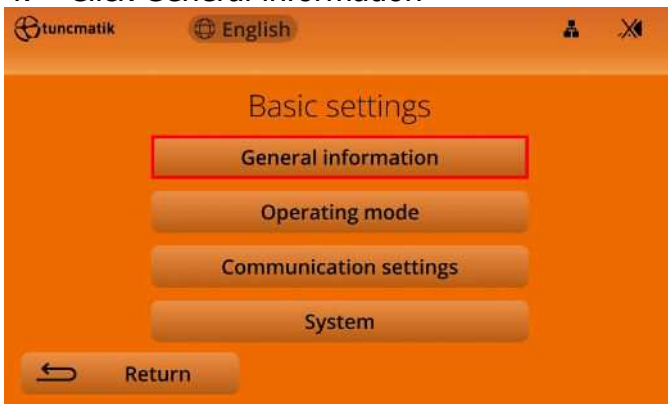 tuncmatik English
Basic settings
General information
Operating mode
Communication settings
System
Return